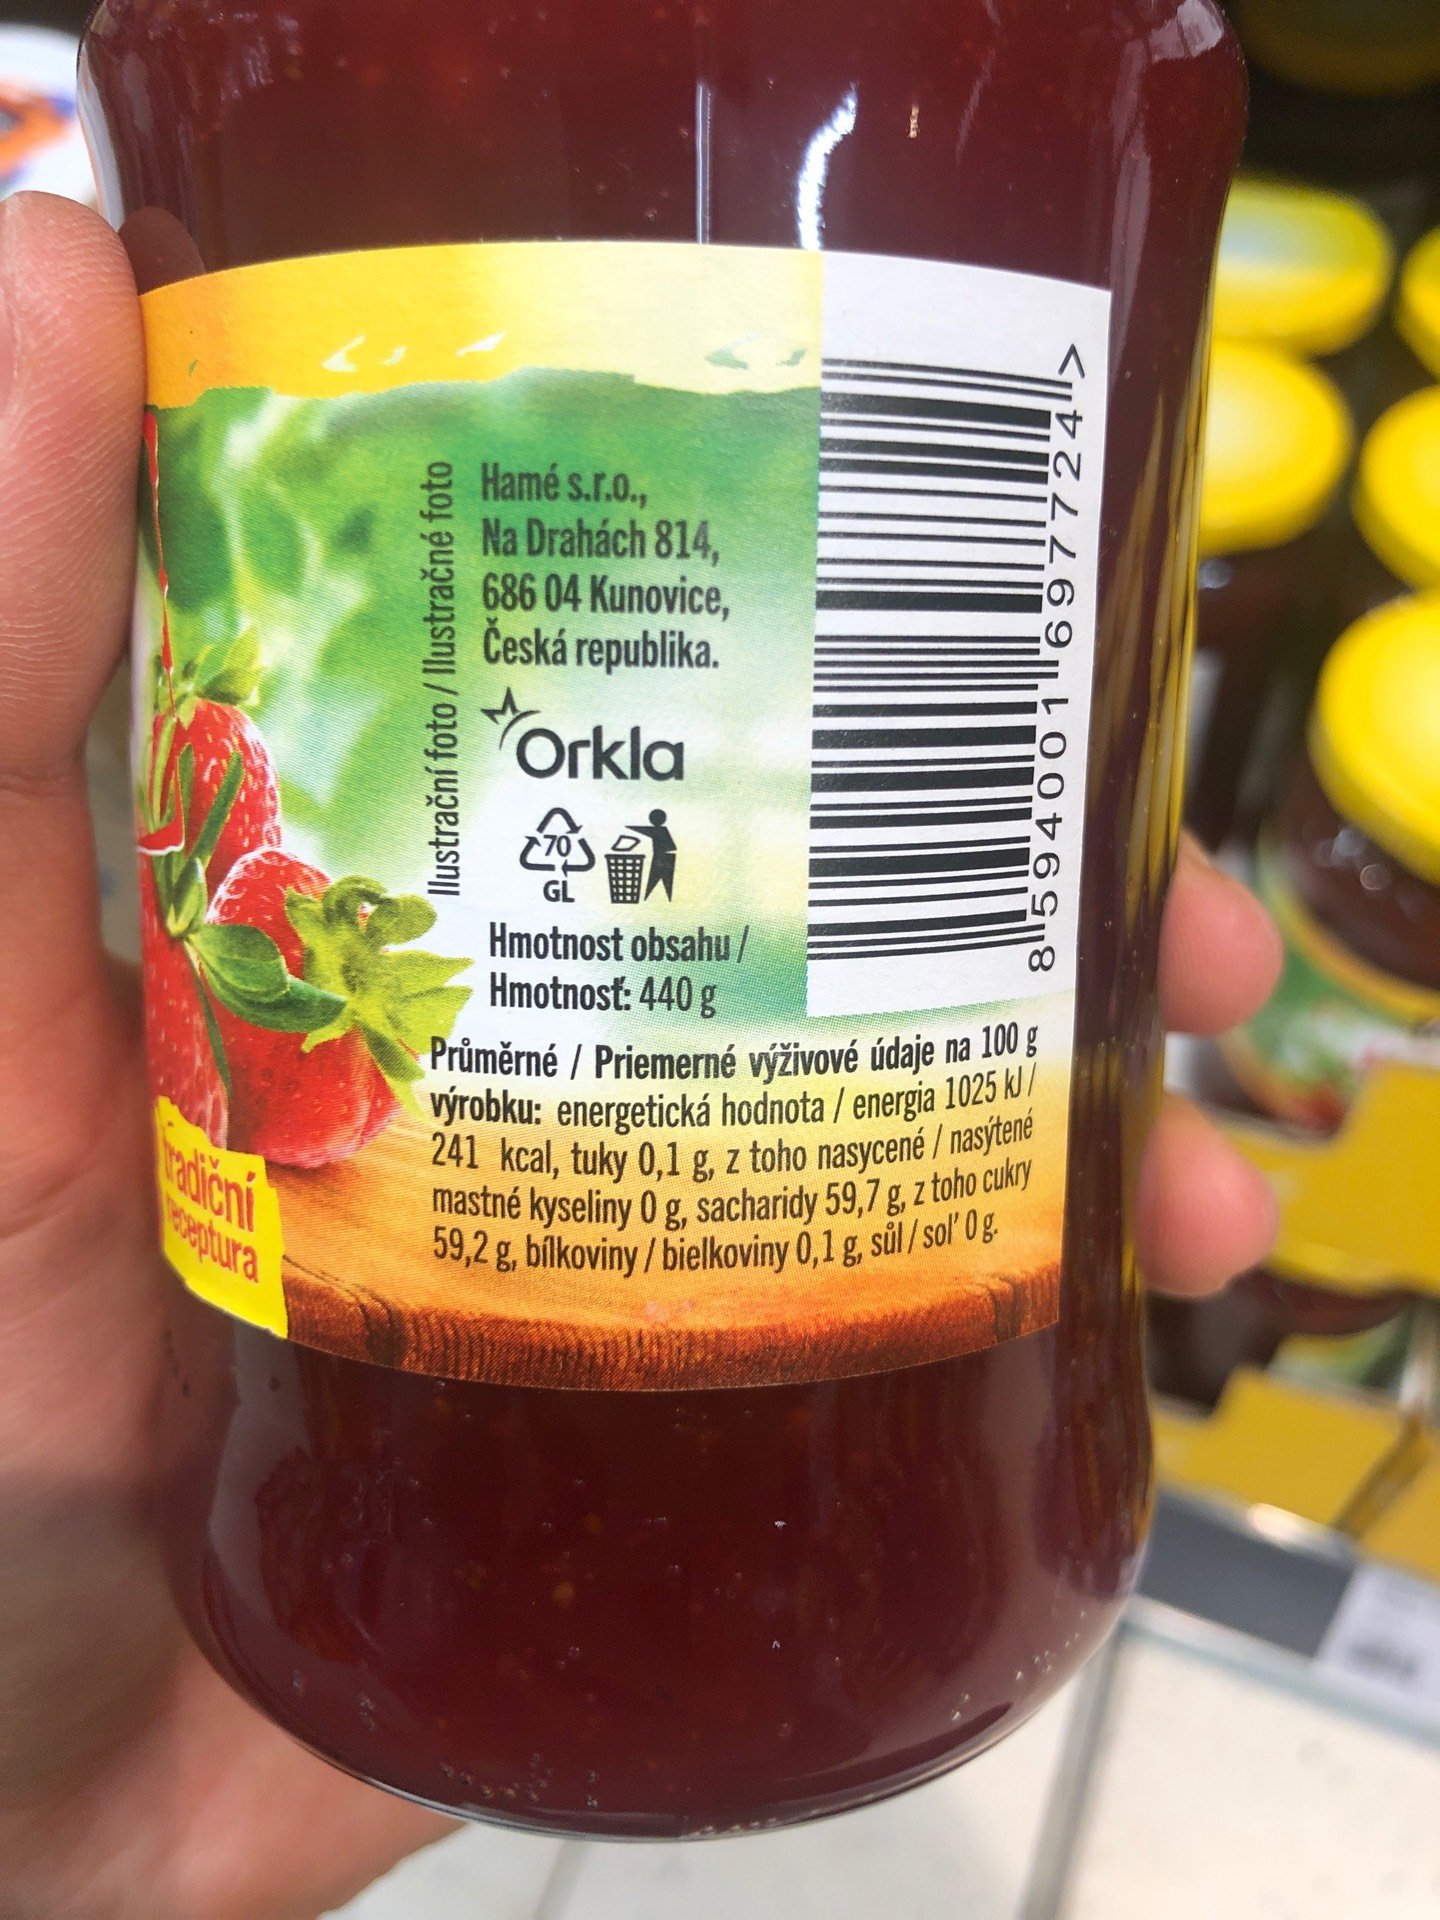 Ilustrační foto / Ilustračné foto
Hamé s.r.o.,
Na Drahách 814,
686 04 Kunovice,
Česká republika.
Orkla
70
GL
Hmotnost obsahu /
Hmotnosť: 440 g
8 594001 697724 >
Průměrné / Priemerné výživové údaje na 100 g
výrobku: energetická hodnota / energia 1025 kJ /
241 kcal, tuky 0,1 g, z toho nasycené / nasýtené
mastné kyseliny 0 g, sacharidy 59,7 g, z toho cukry
59,2 g, bílkoviny / bielkoviny 0,1 g, sůl / soľ 0 g.
tradiční
receptura